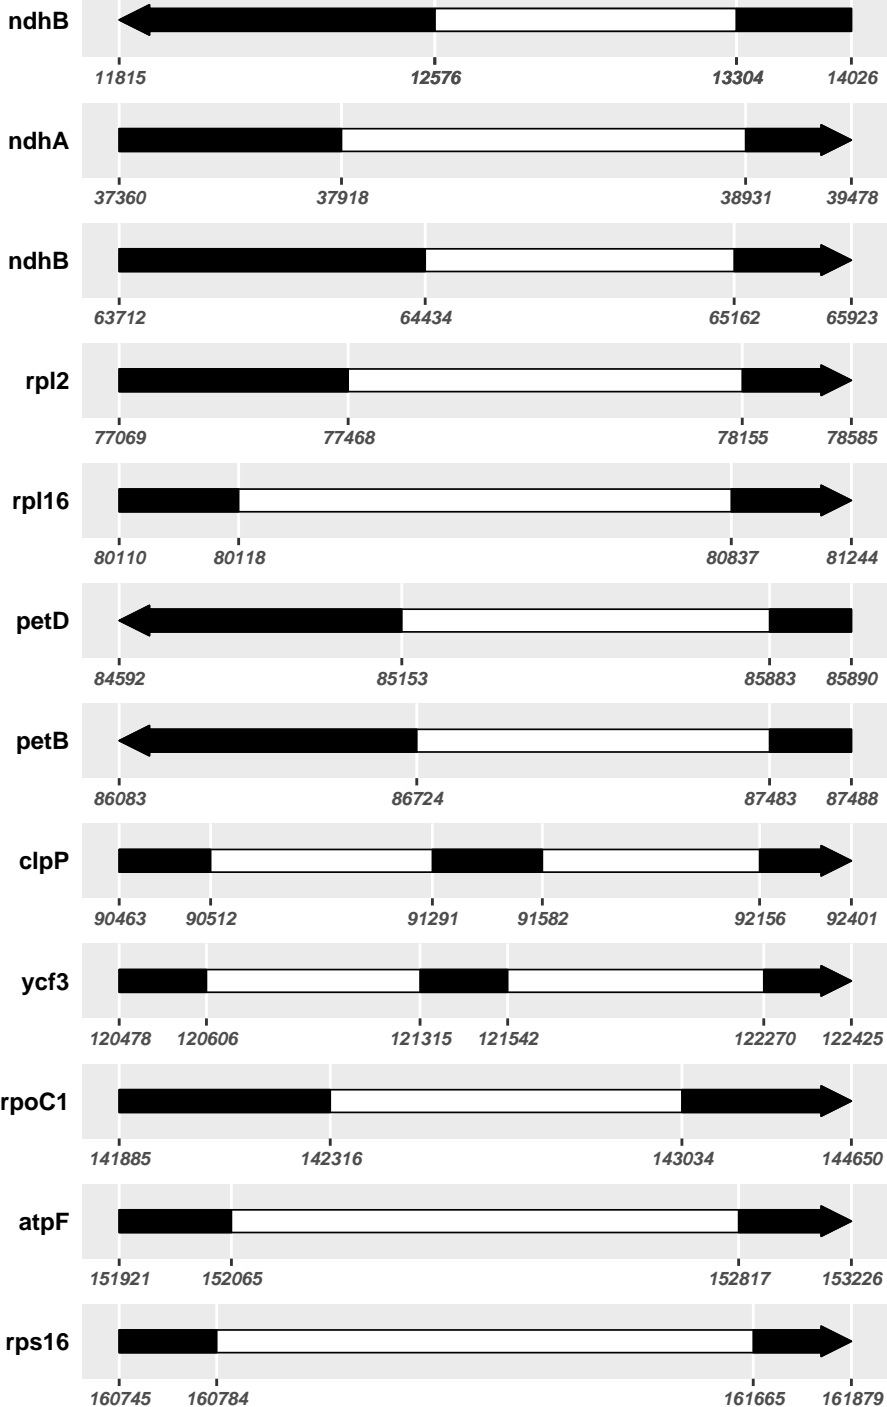 ndhB
11815 12576 13304 14026
ndhA
37360 37918 38931 39478
ndhB
63712 64434 65162 65923
rpl2
77069 77468 78155 78585
rpl16
80110 80118 80837 81244
petD
84592 85153 85883 85890
petB
86083 86724 87483 87488
clpP
90463 90512 91291 91582 92156 92401
ycf3
120478 120606 121315 121542 122270 122425
rpoC1
141885 142316 143034 144650
atpF
151921 152065 152817 153226
rps16
160745 160784 161665 161879